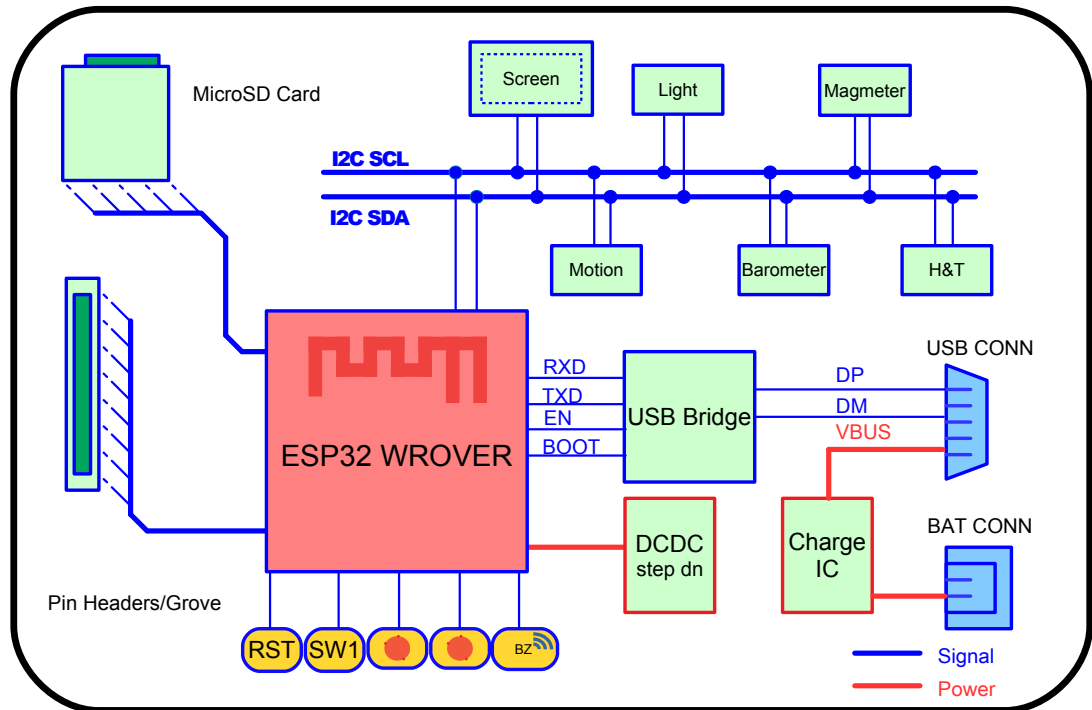 MicroSD Card
Screen
Light
Magmeter
I2C SCL
I2C SDA
Motion
Barometer
H&T
ESP32 WROVER
RXD
TXD
EN
BOOT
USB Bridge
DP
DM
VBUS
USB CONN
DCDC
step dn
Charge
IC
BAT CONN
Pin Headers/Grove
RST
SW1
BZ
Signal
Power